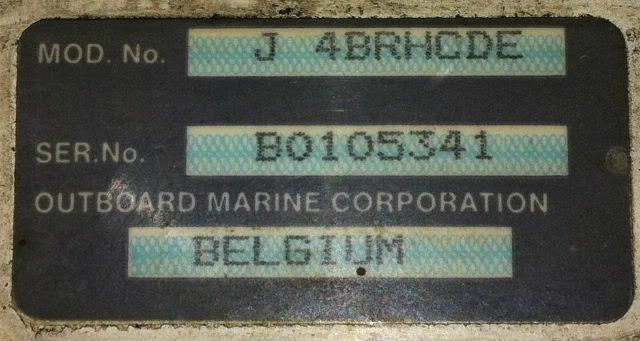 MOD. No. J 4BRHCDE
SER.No. B0105341
OUTBOARD MARINE CORPORATION
BELGIUM